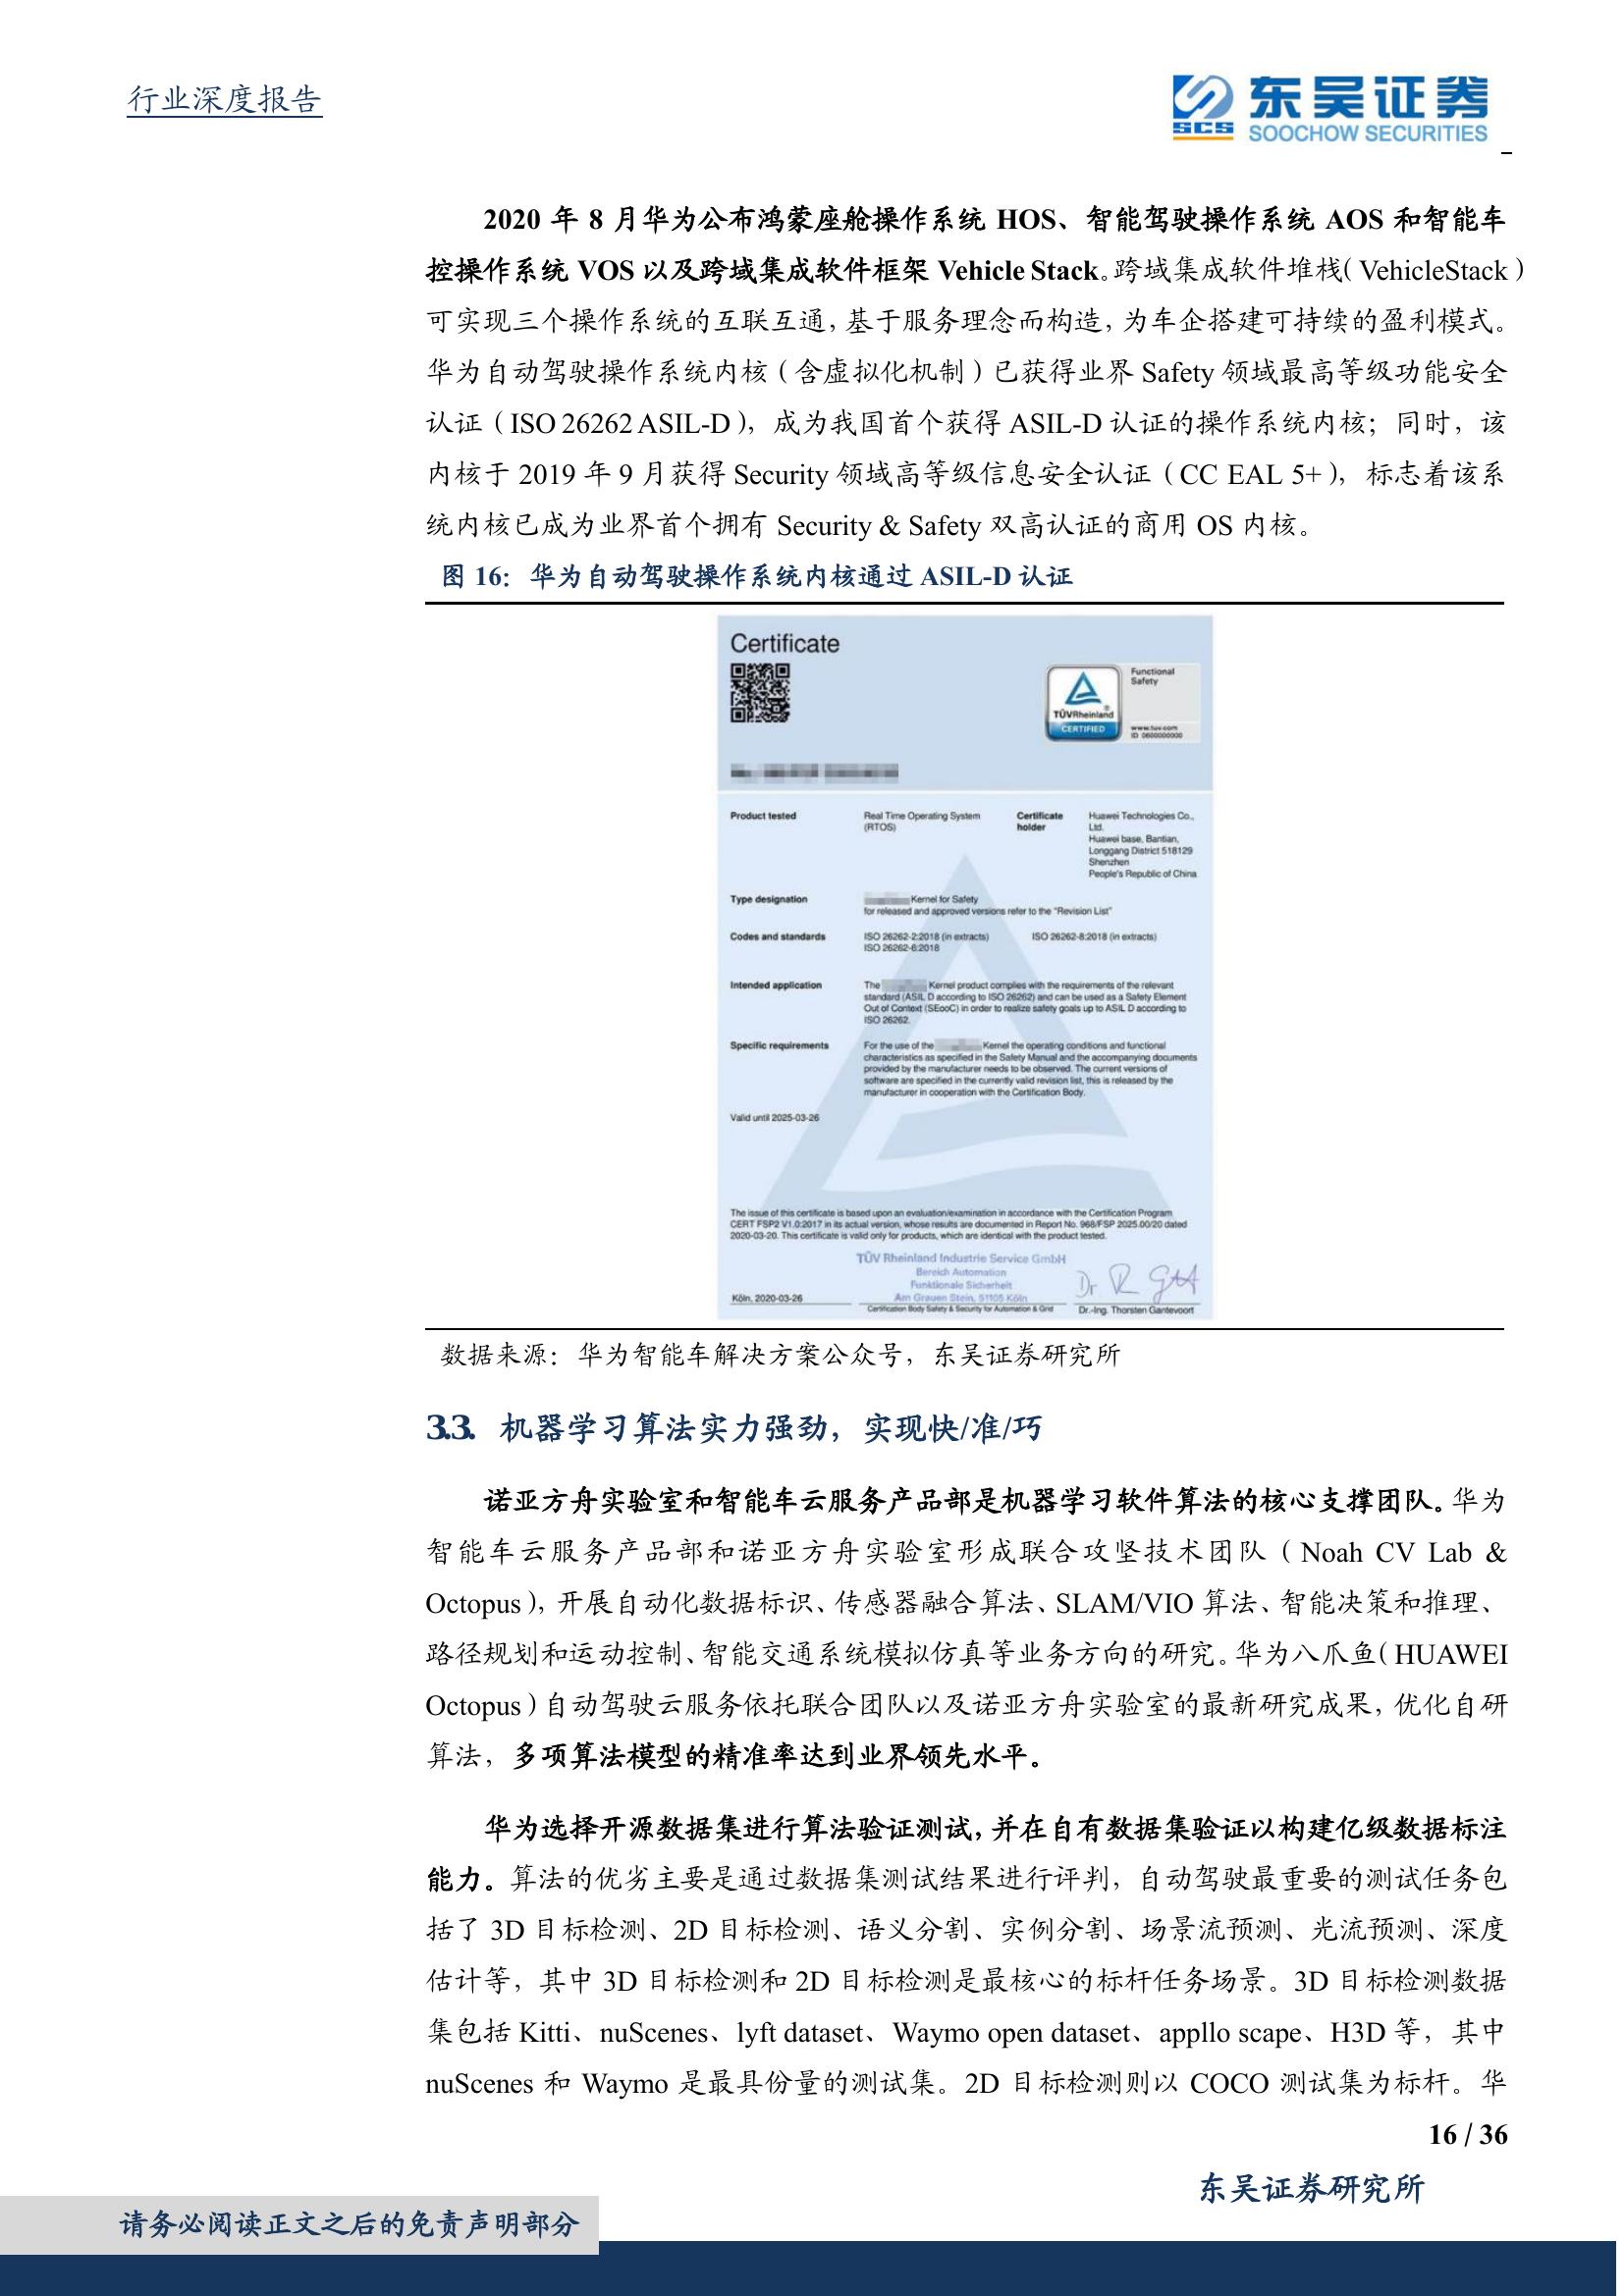 行业深度报告
东吴证券
SCS
SOOCHOW SECURITIES
2020 年 8 月华为公布鸿蒙座舱操作系统 HOS、智能驾驶操作系统 AOS 和智能车
控操作系统 VOS 以及跨域集成软件框架 Vehicle Stack。跨域集成软件堆栈（VehicleStack）
可实现三个操作系统的互联互通，基于服务理念而构造，为车企搭建可持续的盈利模式。
华为自动驾驶操作系统内核（含虚拟化机制）已获得业界 Safety 领域最高等级功能安全
认证（ISO 26262 ASIL-D），成为我国首个获得 ASIL-D 认证的操作系统内核；同时，该
内核于 2019 年 9 月获得 Security 领域高等级信息安全认证（CC EAL 5+），标志着该系
统内核已成为业界首个拥有 Security & Safety 双高认证的商用 OS 内核。
图 16：华为自动驾驶操作系统内核通过 ASIL-D 认证
Certificate
Functional
Safety
TÜVRheinland
CERTIFIED
www.tuv.com
ID 0600000000
Product tested
Real Time Operating System
(RTOS)
Certificate
holder
Huawei Technologies Co.,
Ltd.
Huawei base, Bantian,
Longgang District 518129
Shenzhen
People's Republic of China
Type designation
Kernel for Safety
for released and approved versions refer to the "Revision List"
Codes and standards
ISO 26262-2:2018 (in extracts)
ISO 26262-6:2018
ISO 26262-8:2018 (in extracts)
Intended application
The Kernel product complies with the requirements of the relevant
standard (ASIL D according to ISO 26262) and can be used as a Safety Element
Out of Context (SEooC) in order to realize safety goals up to ASIL D according to
ISO 26262.
Specific requirements
For the use of the Kernel the operating conditions and functional
characteristics as specified in the Safety Manual and the accompanying documents
provided by the manufacturer needs to be observed. The current versions of
software are specified in the currently valid revision list, this is released by the
manufacturer in cooperation with the Certification Body.
Valid until 2025-03-26
The issue of this certificate is based upon an evaluation/examination in accordance with the Certification Program
CERT FSP2 V1.0:2017 in its actual version, whose results are documented in Report No. 968/FSP 2025.00/20 dated
2020-03-20. This certificate is valid only for products, which are identical with the product tested.
TÜV Rheinland Industrie Service GmbH
Bereich Automation
Funktionale Sicherheit
Am Grauen Stein, 51105 Köln
Köln, 2020-03-26
Certification Body Safety & Security for Automation & Grid
Dr.-Ing. Thorsten Gantevoort
数据来源：华为智能车解决方案公众号，东吴证券研究所
3.3. 机器学习算法实力强劲，实现快/准/巧
诺亚方舟实验室和智能车云服务产品部是机器学习软件算法的核心支撑团队。华为
智能车云服务产品部和诺亚方舟实验室形成联合攻坚技术团队（Noah CV Lab &
Octopus），开展自动化数据标识、传感器融合算法、SLAM/VIO 算法、智能决策和推理、
路径规划和运动控制、智能交通系统模拟仿真等业务方向的研究。华为八爪鱼（HUAWEI
Octopus）自动驾驶云服务依托联合团队以及诺亚方舟实验室的最新研究成果，优化自研
算法，多项算法模型的精准率达到业界领先水平。
华为选择开源数据集进行算法验证测试，并在自有数据集验证以构建亿级数据标注
能力。算法的优劣主要是通过数据集测试结果进行评判，自动驾驶最重要的测试任务包
括了 3D 目标检测、2D 目标检测、语义分割、实例分割、场景流预测、光流预测、深度
估计等，其中 3D 目标检测和 2D 目标检测是最核心的标杆任务场景。3D 目标检测数据
集包括 Kitti、nuScenes、lyft dataset、Waymo open dataset、appllo scape、H3D 等，其中
nuScenes 和 Waymo 是最具份量的测试集。2D 目标检测则以 COCO 测试集为标杆。华
16 / 36
东吴证券研究所
请务必阅读正文之后的免责声明部分